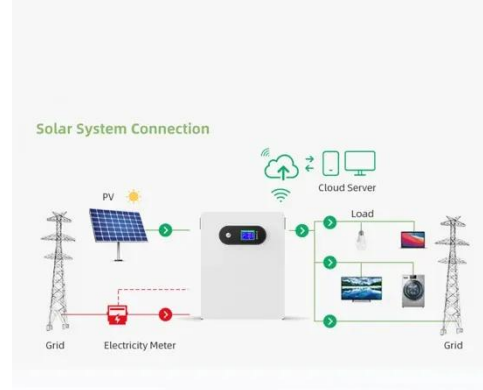 Solar System Connection
Cloud Server
PV
Load
Grid
Electricity Meter
Grid